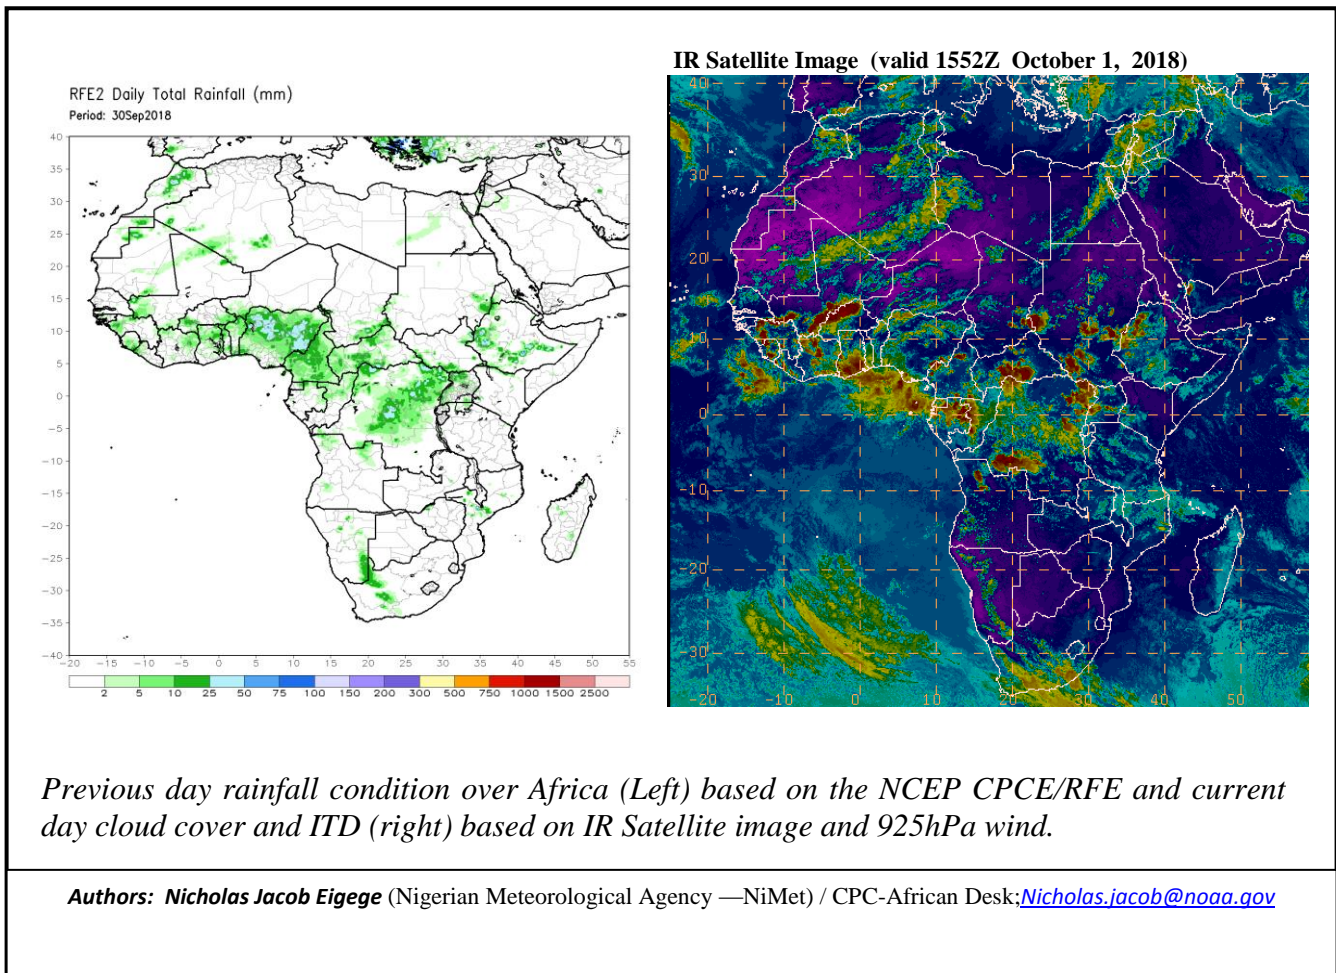 IR Satellite Image (valid 1552Z October 1, 2018)
RFE2 Daily Total Rainfall (mm)
Period: 30Sep2018
40
35
30
25
20
15
10
5
0
−5
−10
−15
−20
−25
−30
−35
−40
−20 −15 −10 −5 0 5 10 15 20 25 30 35 40 45 50 55
2 5 10 25 50 75 100 150 200 300 500 750 1000 1500 2500
40
30
20
10
0
-10
-20
-30
-20 -10 0 10 20 30 40 50
Previous day rainfall condition over Africa (Left) based on the NCEP CPCE/RFE and current
day cloud cover and ITD (right) based on IR Satellite image and 925hPa wind.
Authors: Nicholas Jacob Eigege (Nigerian Meteorological Agency —NiMet) / CPC-African Desk;Nicholas.jacob@noaa.gov